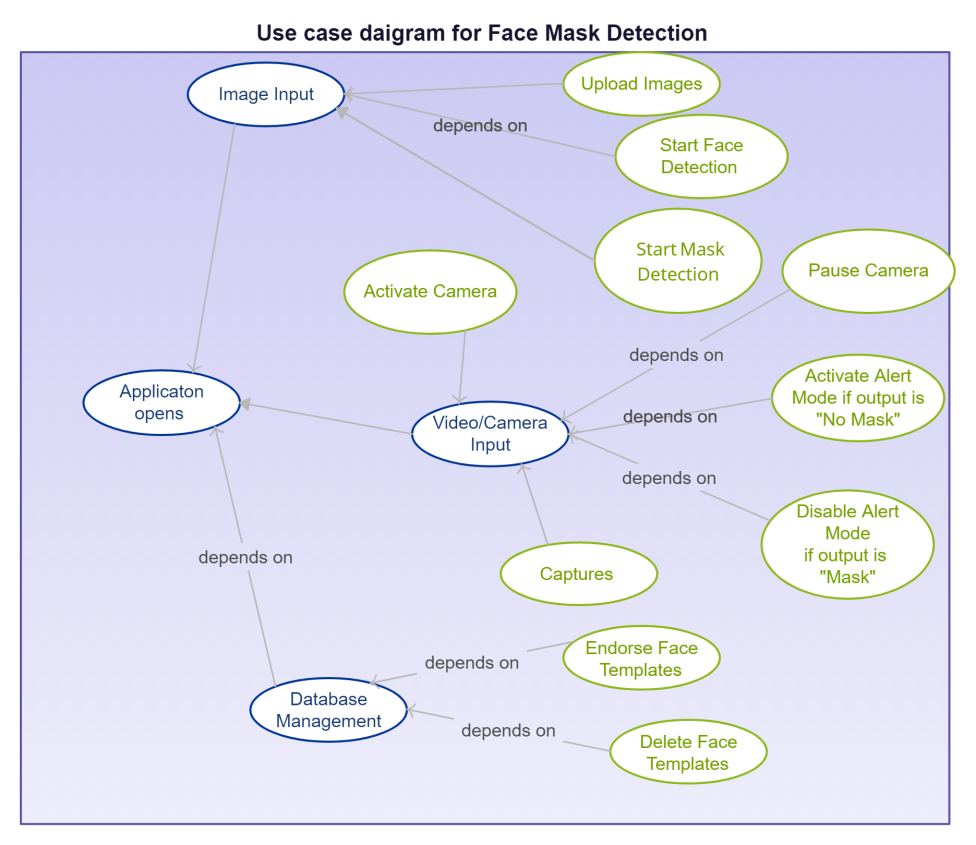 Use case daigram for Face Mask Detection
Image Input
Upload Images
depends on
Start Face
Detection
Start Mask
Detection
Pause Camera
Activate Camera
depends on
Applicaton
opens
Activate Alert
Mode if output is
"No Mask"
depends on
Video/Camera
Input
depends on
Disable Alert
Mode
if output is
"Mask"
depends on
Captures
Endorse Face
Templates
depends on
Database
Management
depends on
Delete Face
Templates